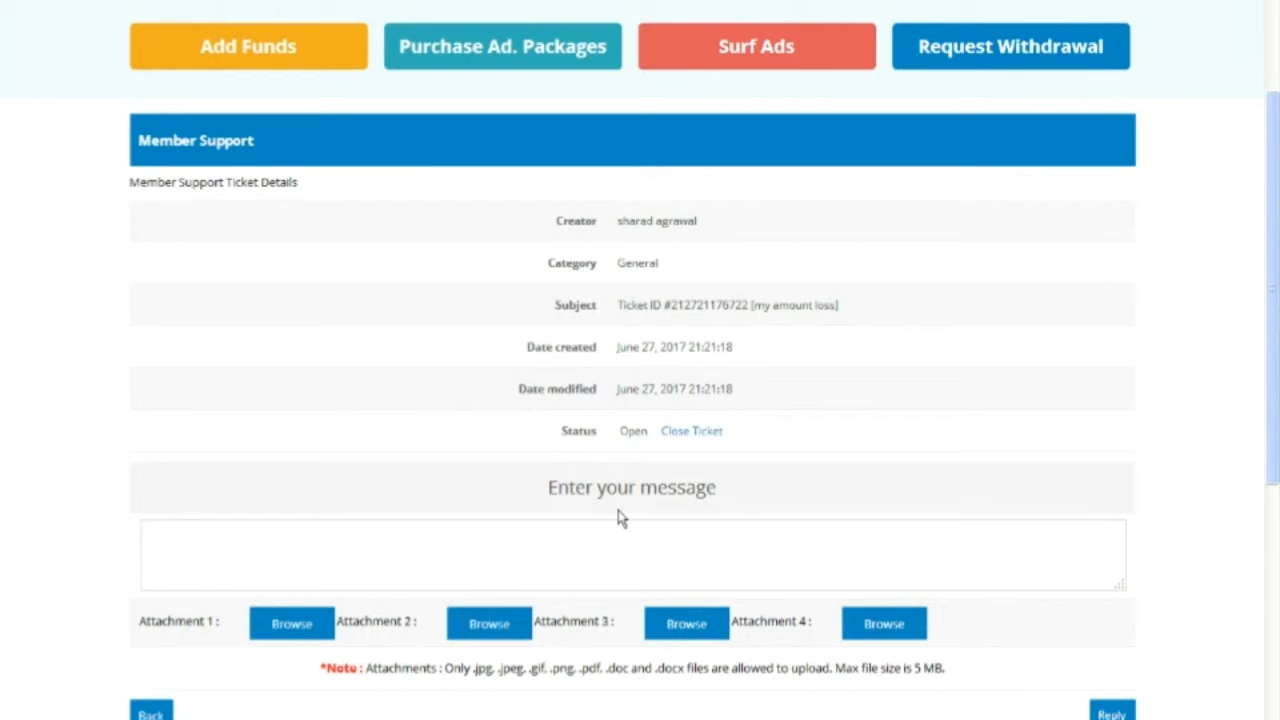 Add Funds Purchase Ad. Packages Surf Ads Request Withdrawal
Member Support
Member Support Ticket Details
Creator sharad agrawal
Category General
Subject Ticket ID #212721176722 [my amount loss]
Date created June 27, 2017 21:21:18
Date modified June 27, 2017 21:21:18
Status Open Close Ticket
Enter your message
Attachment 1 : Browse Attachment 2 : Browse Attachment 3 : Browse Attachment 4 : Browse
*Note : Attachments : Only .jpg, .jpeg, .gif, .png, .pdf, .doc and .docx files are allowed to upload. Max file size is 5 MB.
Back Reply